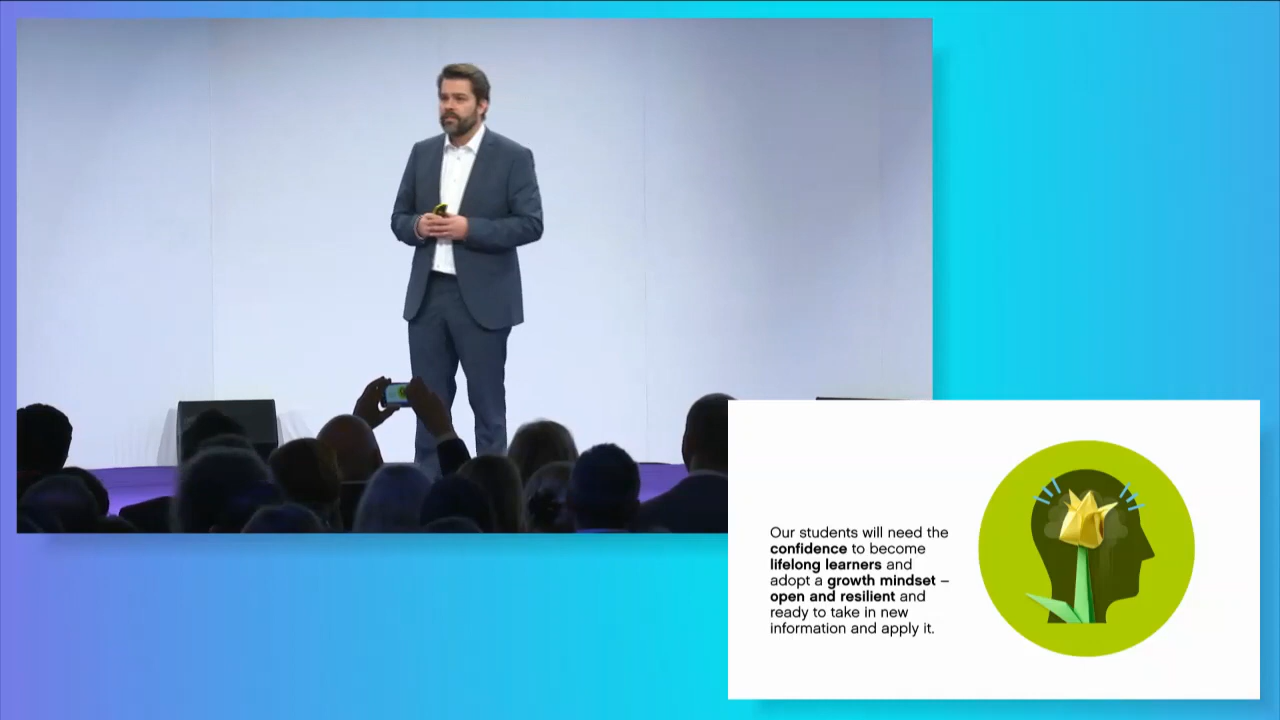 Our students will need the
confidence to become
lifelong learners and
adopt a growth mindset –
open and resilient and
ready to take in new
information and apply it.